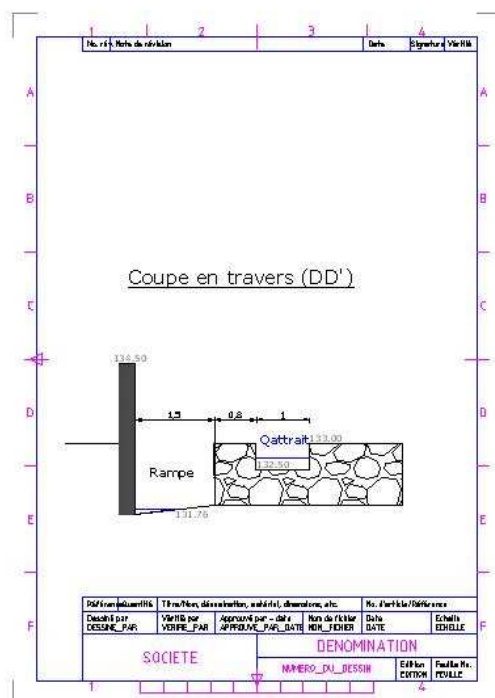 1 2 3 4
No. rév. Note de révision Date Signature Vérifié
A A
B B
Coupe en travers (DD')
C C
134.50
D D
1,5 0,8 1
Qattrait 133.00
132.50
Rampe
131.76
E E
Référence Quantité Titre/Nom, désignation, matériel, dimensions, etc. No. d'article/Référence
Dessiné par Vérifié par Approuvé par - date Nom de fichier Date Echelle
DESSINE_PAR VERIFIE_PAR APPROUVE_PAR_DATE NOM_FICHIER DATE ECHELLE
F F
SOCIETE
DENOMINATION
NUMERO_DU_DESSIN
Edition Feuille No.
EDITION FEUILLE
1 4